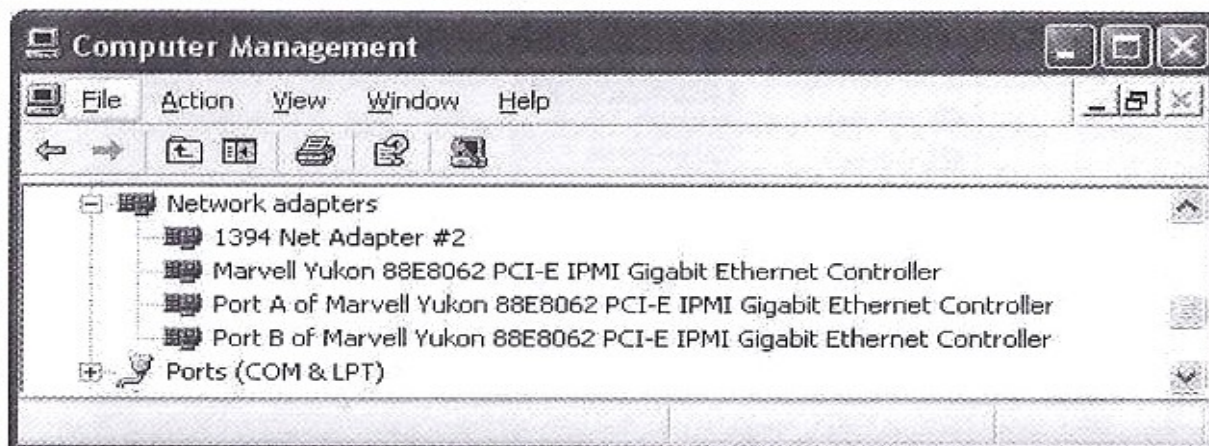 Computer Management
File Action View Window Help
Network adapters
1394 Net Adapter #2
Marvell Yukon 88E8062 PCI-E IPMI Gigabit Ethernet Controller
Port A of Marvell Yukon 88E8062 PCI-E IPMI Gigabit Ethernet Controller
Port B of Marvell Yukon 88E8062 PCI-E IPMI Gigabit Ethernet Controller
Ports (COM & LPT)